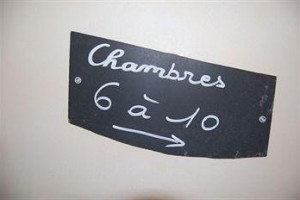 Chambres
6 à 10
→